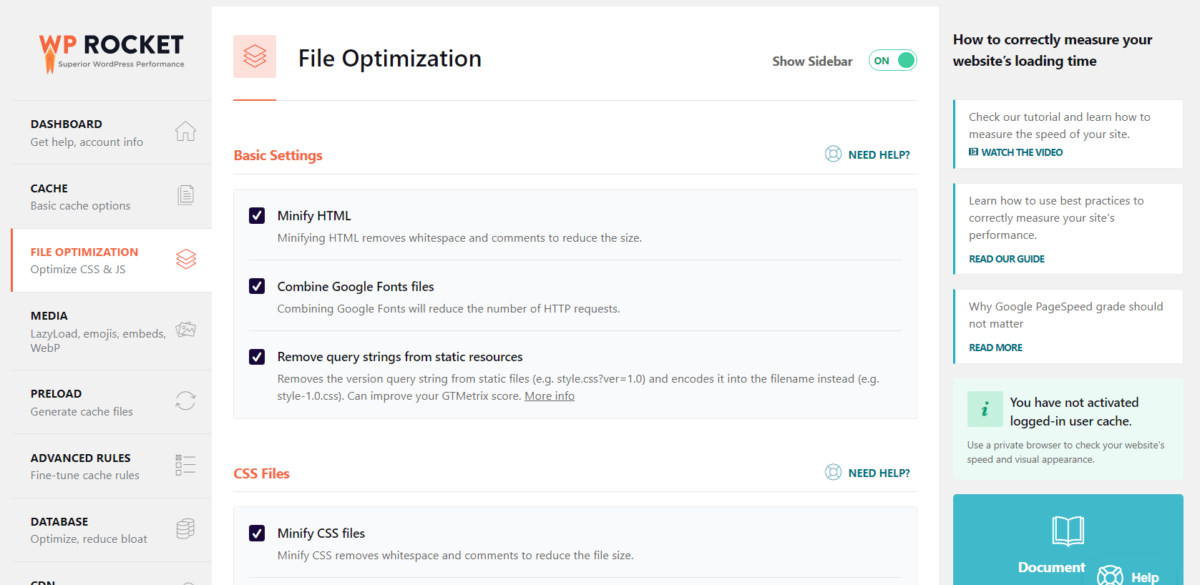 WP ROCKET
Superior WordPress Performance
DASHBOARD
Get help, account info
CACHE
Basic cache options
FILE OPTIMIZATION
Optimize CSS & JS
MEDIA
LazyLoad, emojis, embeds,
WebP
PRELOAD
Generate cache files
ADVANCED RULES
Fine-tune cache rules
DATABASE
Optimize, reduce bloat
CDN
File Optimization
Show Sidebar
ON
Basic Settings
NEED HELP?
Minify HTML
Minifying HTML removes whitespace and comments to reduce the size.
Combine Google Fonts files
Combining Google Fonts will reduce the number of HTTP requests.
Remove query strings from static resources
Removes the version query string from static files (e.g. style.css?ver=1.0) and encodes it into the filename instead (e.g.
style-1.0.css). Can improve your GTMetrix score. More info
CSS Files
NEED HELP?
Minify CSS files
Minify CSS removes whitespace and comments to reduce the file size.
How to correctly measure your
website's loading time
Check our tutorial and learn how to
measure the speed of your site.
WATCH THE VIDEO
Learn how to use best practices to
correctly measure your site's
performance.
READ OUR GUIDE
Why Google PageSpeed grade should
not matter
READ MORE
i
You have not activated
logged-in user cache.
Use a private browser to check your website's
speed and visual appearance.
Document
Help